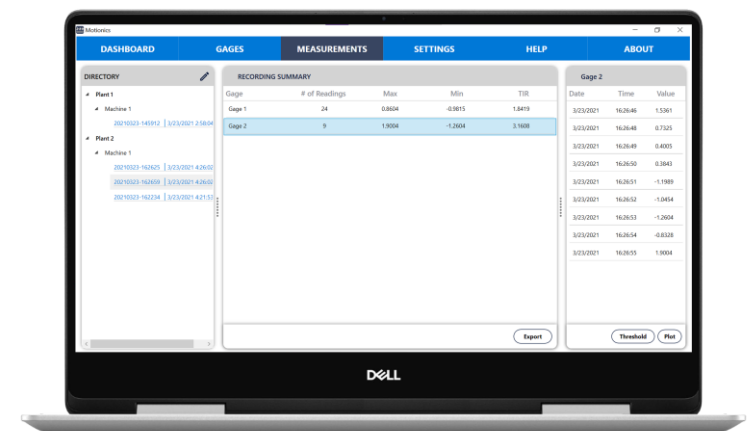 Motionics
DASHBOARD GAGES MEASUREMENTS SETTINGS HELP ABOUT
DIRECTORY
Plant 1
Machine 1
20210323-145912 3/23/2021 2:58:04
Plant 2
Machine 1
20210323-162625 3/23/2021 4:26:02
20210323-162659 3/23/2021 4:26:02
20210323-162234 3/23/2021 4:21:53
RECORDING SUMMARY
Gage # of Readings Max Min TIR
Gage 1 24 0.8604 -0.9815 1.8419
Gage 2 9 1.9004 -1.2604 3.1608
Export
Gage 2
Date Time Value
3/23/2021 16:26:46 1.5361
3/23/2021 16:26:48 0.7325
3/23/2021 16:26:49 0.4005
3/23/2021 16:26:50 0.3843
3/23/2021 16:26:51 -1.1989
3/23/2021 16:26:52 -1.0454
3/23/2021 16:26:53 -1.2604
3/23/2021 16:26:54 -0.8328
3/23/2021 16:26:55 1.9004
Threshold Plot
DELL